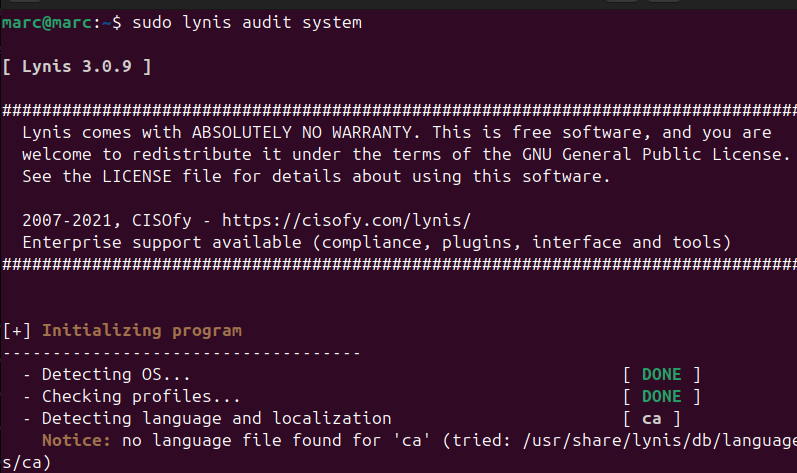 marc@marc:~$ sudo lynis audit system
[ Lynis 3.0.9 ]
################################################################################
Lynis comes with ABSOLUTELY NO WARRANTY. This is free software, and you are
welcome to redistribute it under the terms of the GNU General Public License.
See the LICENSE file for details about using this software.
2007-2021, CISOfy - https://cisofy.com/lynis/
Enterprise support available (compliance, plugins, interface and tools)
################################################################################
[+] Initializing program
------------------------------------
- Detecting OS... [ DONE ]
- Checking profiles... [ DONE ]
- Detecting language and localization [ ca ]
Notice: no language file found for 'ca' (tried: /usr/share/lynis/db/language
s/ca)